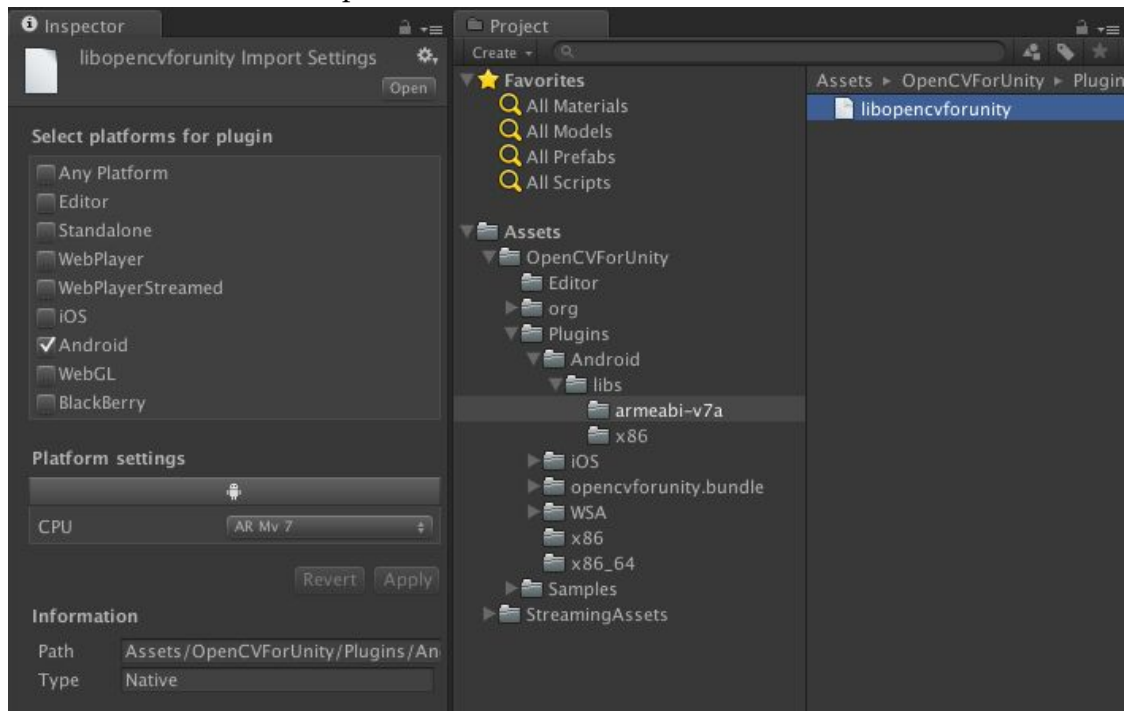 Inspector
libopencvforunity Import Settings
Open
Select platforms for plugin
Any Platform
Editor
Standalone
WebPlayer
WebPlayerStreamed
iOS
Android
WebGL
BlackBerry
Platform settings
CPU AR Mv 7
Revert Apply
Information
Path Assets/OpenCVForUnity/Plugins/An
Type Native
Project
Create
Favorites
All Materials
All Models
All Prefabs
All Scripts
Assets
OpenCVForUnity
Editor
org
Plugins
Android
libs
armeabi-v7a
x86
iOS
opencvforunity.bundle
WSA
x86
x86_64
Samples
StreamingAssets
Assets ▸ OpenCVForUnity ▸ Plugin
libopencvforunity